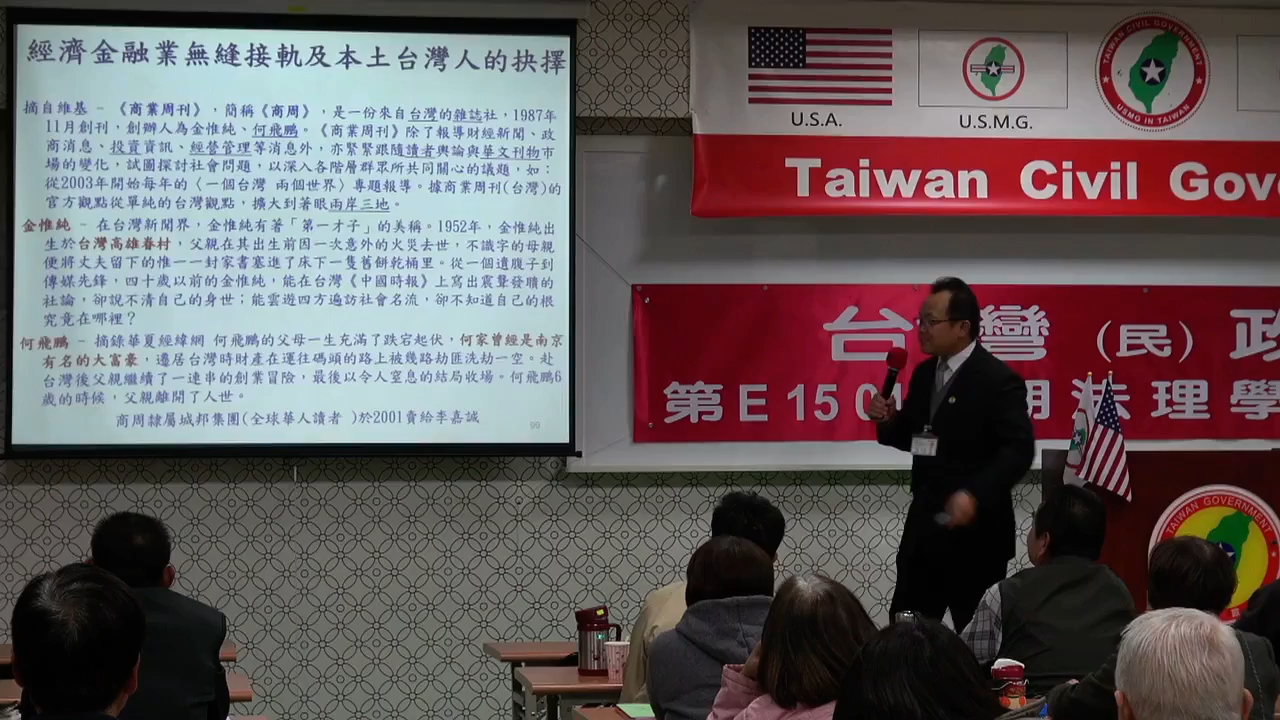 經濟金融業無縫接軌及本土台灣人的抉擇
摘自維基 – 《商業周刊》，簡稱《商周》，是一份來自台灣的雜誌社，1987年
11月創刊，創辦人為金惟純、何飛鵬。《商業周刊》除了報導財經新聞、政
商消息、投資資訊、經營管理等消息外，亦緊緊跟隨讀者輿論與華文刊物市
場的變化，試圖探討社會問題，以深入各階層群眾所共同關心的議題，如：
從2003年開始每年的〈一個台灣 兩個世界〉專題報導。據商業周刊(台灣)的
官方觀點從單純的台灣觀點，擴大到著眼兩岸三地。
金惟純 – 在台灣新聞界，金惟純有著「第一才子」的美稱。1952年，金惟純出
生於台灣高雄眷村，父親在其出生前因一次意外的火災去世，不識字的母親
便將丈夫留下的惟一一封家書塞進了床下一隻舊餅乾桶里。從一個遺腹子到
傳媒先鋒，四十歲以前的金惟純，能在台灣《中國時報》上寫出震聾發聵的
社論，卻說不清自己的身世；能雲遊四方遍訪社會名流，卻不知道自己的根
究竟在哪裡？
何飛鵬 – 摘錄華夏經緯網 何飛鵬的父母一生充滿了跌宕起伏，何家曾經是南京
有名的大富豪，遷居台灣時財產在運往碼頭的路上被幾路劫匪洗劫一空。赴
台灣後父親繼續了一連串的創業冒險，最後以令人窒息的結局收場。何飛鵬6
歲的時候，父親離開了人世。
商周隸屬城邦集團(全球華人讀者 )於2001賣給李嘉誠
99
U.S.A.
U.S.M.G.
TAIWAN CIVIL GOVERNMENT
USMG IN TAIWAN
Taiwan Civil Gove
台灣（民）政
第E 15 01 期法理學
TAIWAN GOVERNMENT